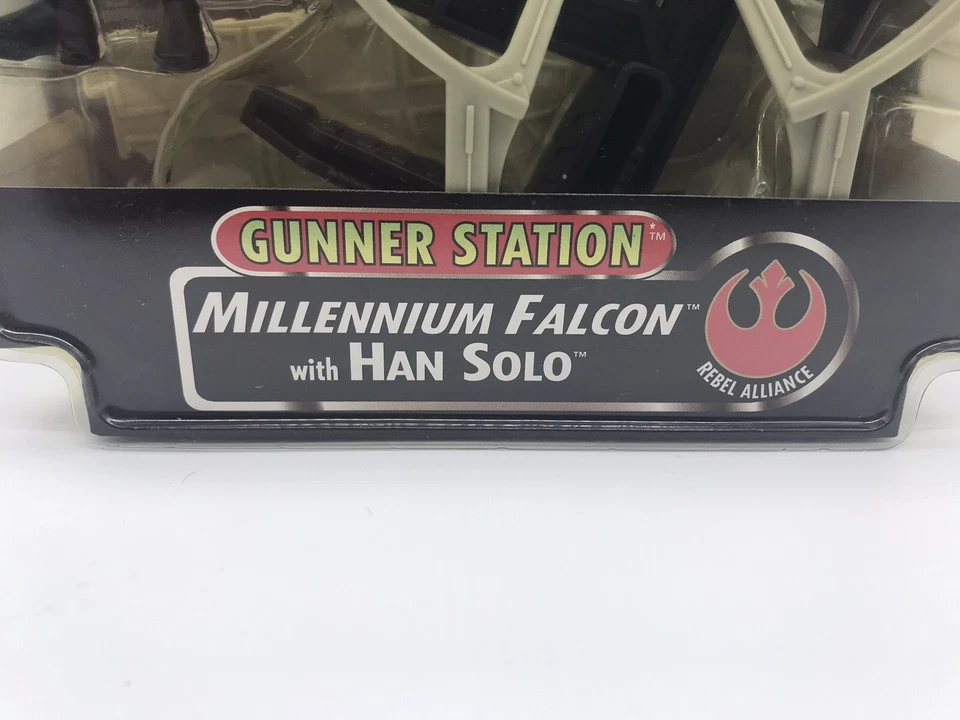 GUNNER STATION*™
MILLENNIUM FALCON™
with HAN SOLO™
REBEL ALLIANCE